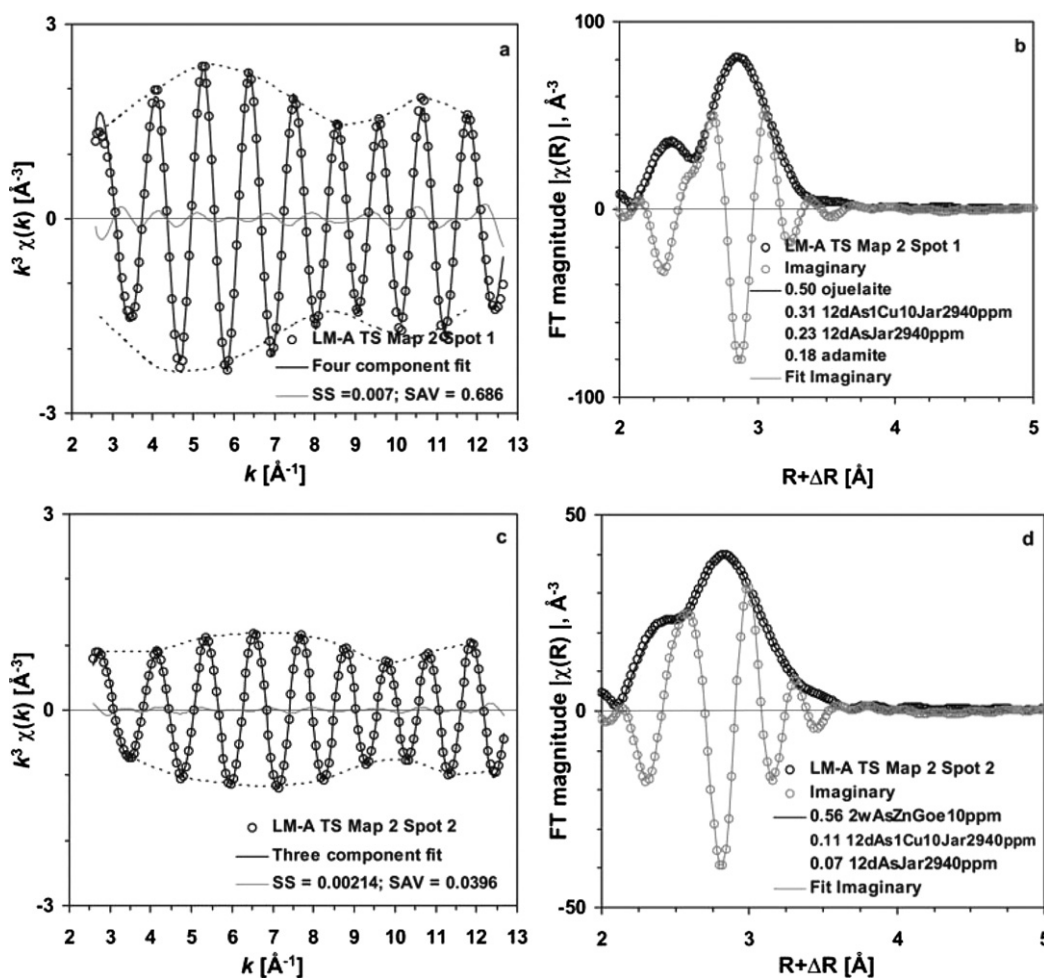 3
a
k³ χ(k) [Å⁻³]
0
LM-A TS Map 2 Spot 1
Four component fit
SS =0.007; SAV = 0.686
-3
2 3 4 5 6 7 8 9 10 11 12 13
k [Å⁻¹]
100
b
FT magnitude |χ(R) |, Å⁻³
0
LM-A TS Map 2 Spot 1
Imaginary
0.50 ojuelaite
0.31 12dAs1Cu10Jar2940ppm
0.23 12dAsJar2940ppm
0.18 adamite
Fit Imaginary
-100
2 3 4 5
R+ΔR [Å]
3
c
k³ χ(k) [Å⁻³]
0
LM-A TS Map 2 Spot 2
Three component fit
SS = 0.00214; SAV = 0.0396
-3
2 3 4 5 6 7 8 9 10 11 12 13
k [Å⁻¹]
50
d
FT magnitude |χ(R) |, Å⁻³
0
LM-A TS Map 2 Spot 2
Imaginary
0.56 2wAsZnGoe10ppm
0.11 12dAs1Cu10Jar2940ppm
0.07 12dAsJar2940ppm
Fit Imaginary
-50
2 3 4 5
R+ΔR [Å]